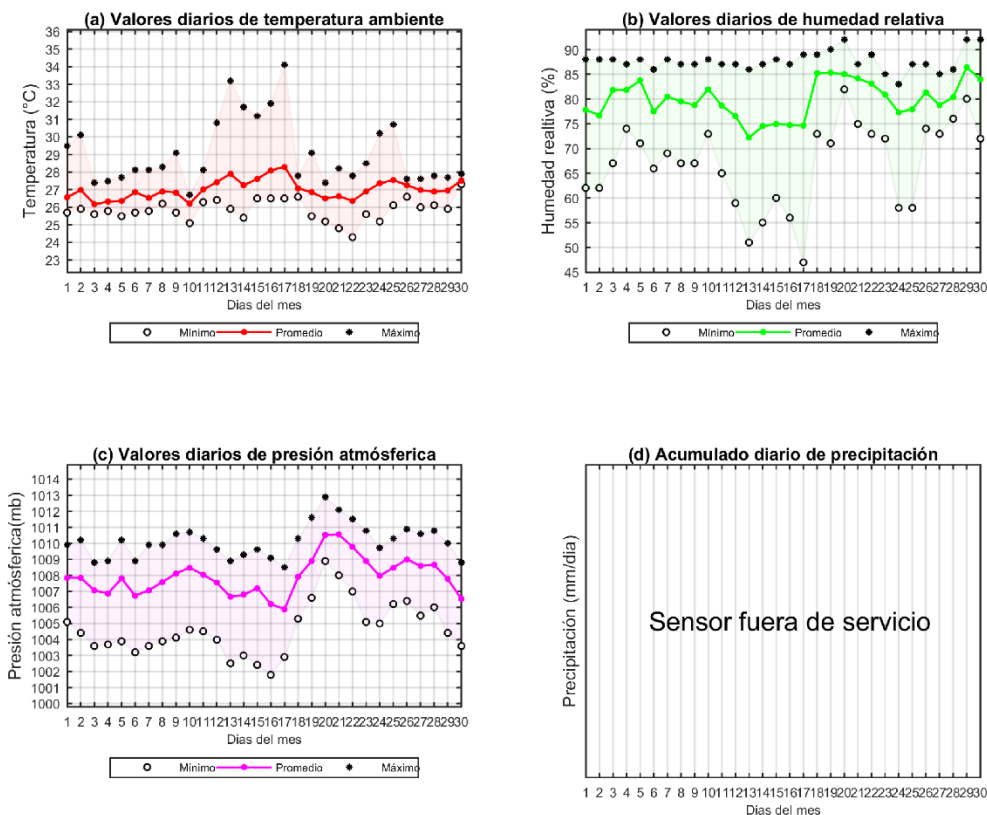 (a) Valores diarios de temperatura ambiente
36
35
34
33
32
31
30
29
28
27
26
25
24
23
Temperatura (°C)
1 2 3 4 5 6 7 8 9 10 11 12 13 14 15 16 17 18 19 20 21 22 23 24 25 26 27 28 29 30
Dias del mes
Mínimo Promedio Máximo
(b) Valores diarios de humedad relativa
90
85
80
75
70
65
60
55
50
45
Humedad realtiva (%)
1 2 3 4 5 6 7 8 9 10 11 12 13 14 15 16 17 18 19 20 21 22 23 24 25 26 27 28 29 30
Dias del mes
Mínimo Promedio Máximo
(c) Valores diarios de presión atmósferica
1014
1013
1012
1011
1010
1009
1008
1007
1006
1005
1004
1003
1002
1001
1000
Presión atmósferica(mb)
1 2 3 4 5 6 7 8 9 10 11 12 13 14 15 16 17 18 19 20 21 22 23 24 25 26 27 28 29 30
Dias del mes
Mínimo Promedio Máximo
(d) Acumulado diario de precipitación
Precipitación (mm/dia)
Sensor fuera de servicio
1 2 3 4 5 6 7 8 9 10 11 12 13 14 15 16 17 18 19 20 21 22 23 24 25 26 27 28 29 30
Dias del mes